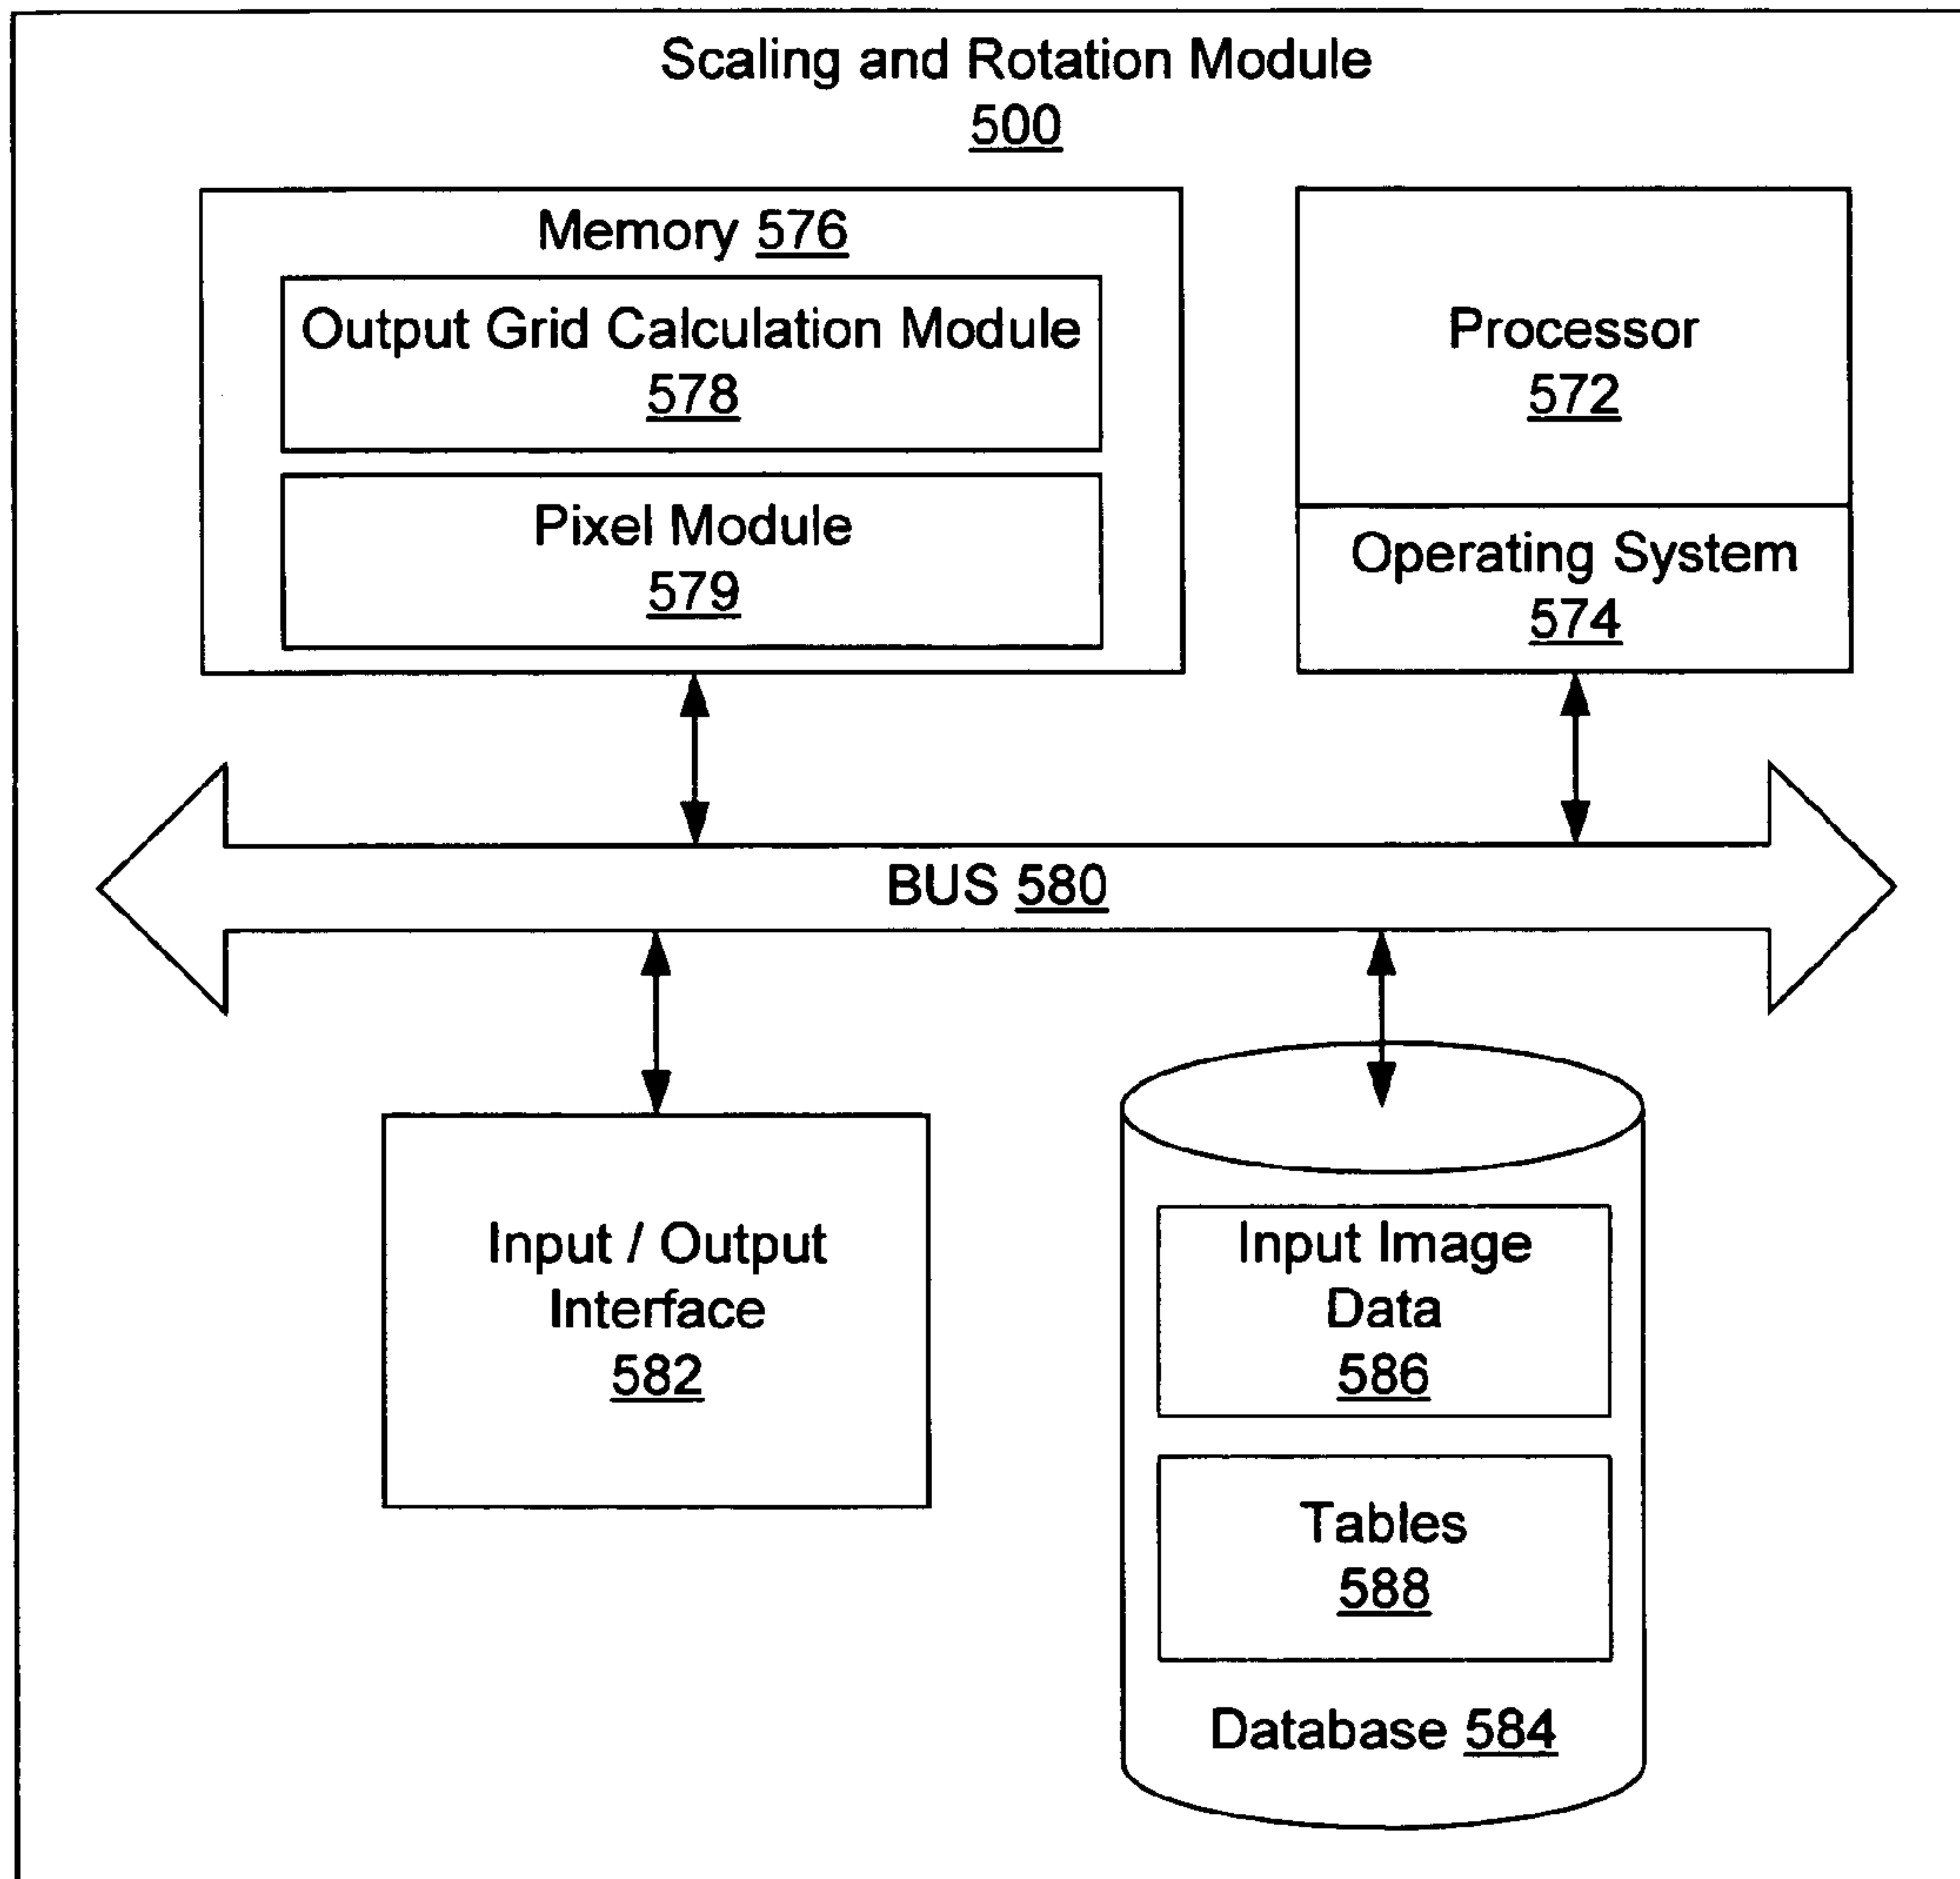 Scaling and Rotation Module
500
Memory 576
Output Grid Calculation Module
578
Pixel Module
579
Processor
572
Operating System
574
BUS 580
Input / Output
Interface
582
Input Image
Data
586
Tables
588
Database 584